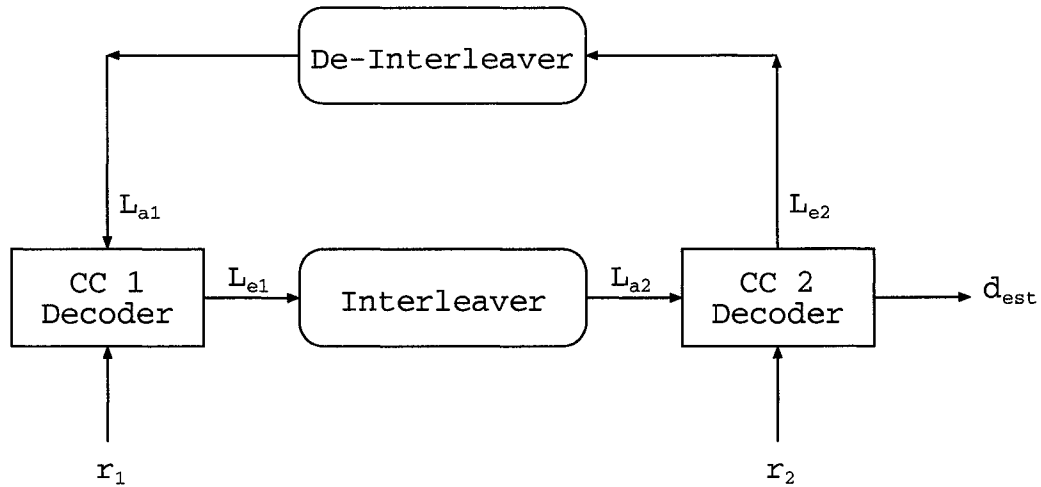 De-Interleaver
Lₐ₁
Lₑ₂
CC 1
Decoder
Lₑ₁
Interleaver
Lₐ₂
CC 2
Decoder
dₑₛₜ
r₁
r₂